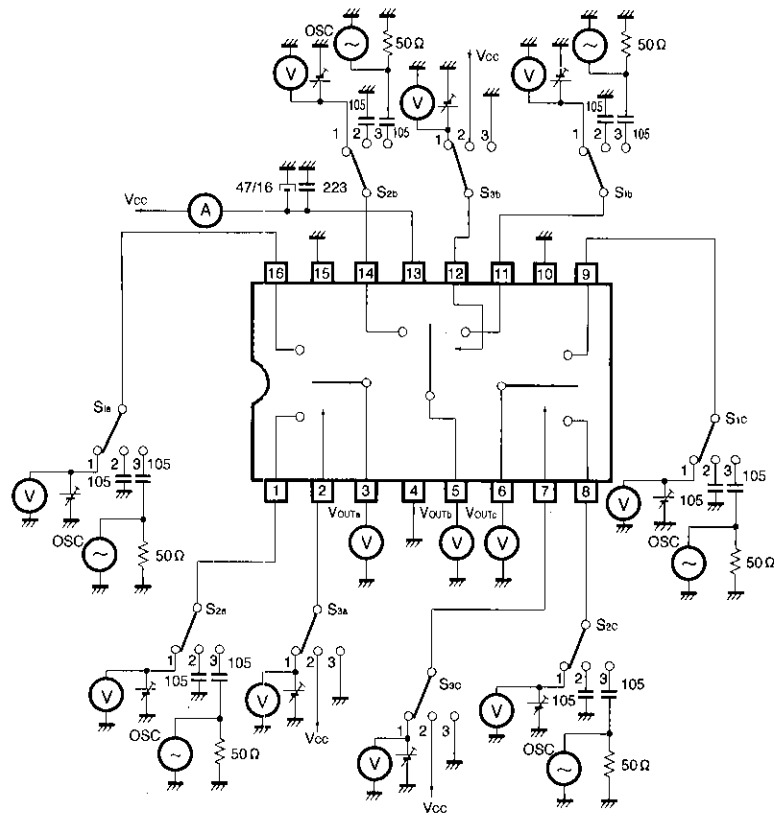 OSC
50Ω
Vcc
OSC
50Ω
V
V
V
105
105
105
105
1 2 3
1 2 3
1 2 3
S2b
S3b
S1b
47/16
223
Vcc
A
16 15 14 13 12 11 10 9
S1a
1 2 3
105
105
V
OSC
50Ω
S1C
1 2 3
105
105
V
OSC
50Ω
1 2 3 4 5 6 7 8
VOUTa
VOUTb
VOUTc
V
V
V
S2a
1 2 3
105
105
V
OSC
50Ω
S3a
1 2 3
V
Vcc
S3C
1 2 3
V
Vcc
S2C
1 2 3
105
105
V
OSC
50Ω